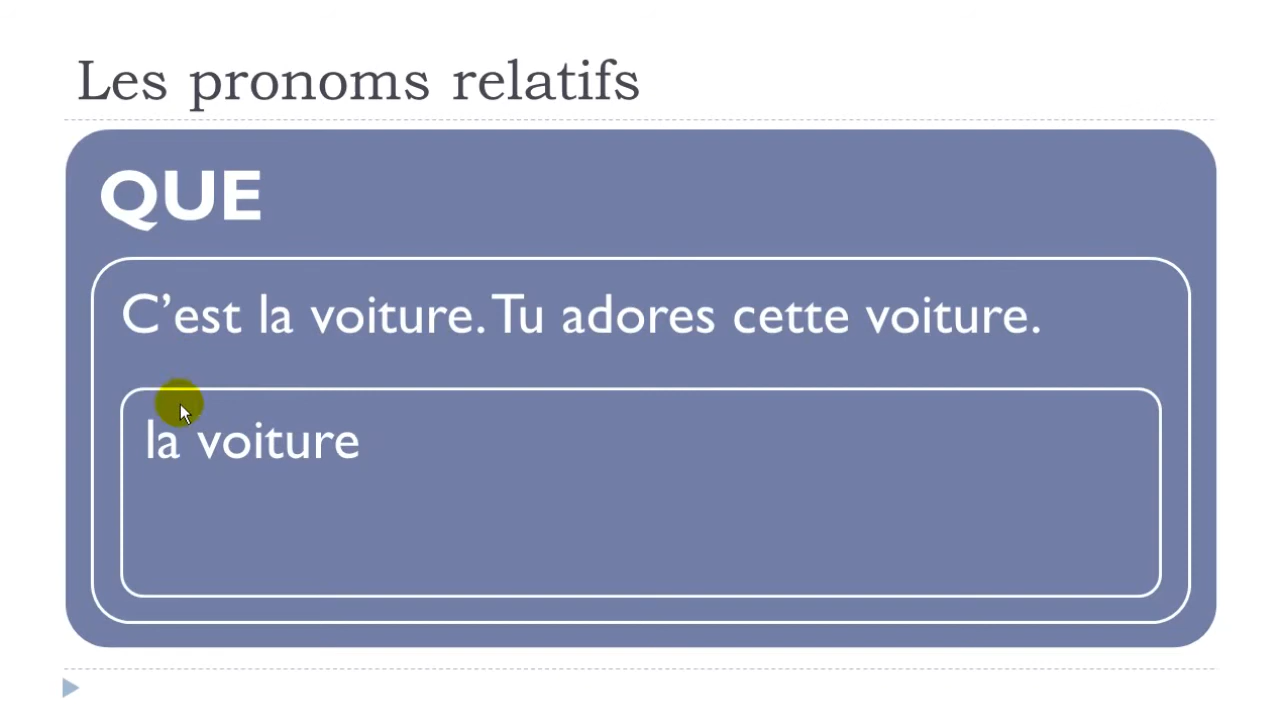 Les pronoms relatifs
QUE
C’est la voiture. Tu adores cette voiture.
la voiture